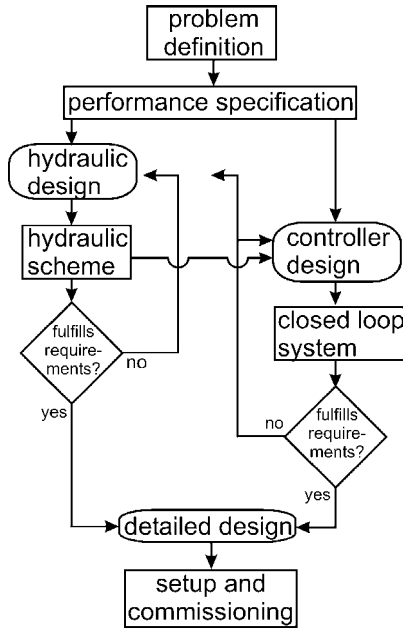 problem
definition
performance specification
hydraulic
design
hydraulic
scheme
controller
design
closed loop
system
fulfills
require-
ments?
no
yes
fulfills
require-
ments?
no
yes
detailed design
setup and
commissioning